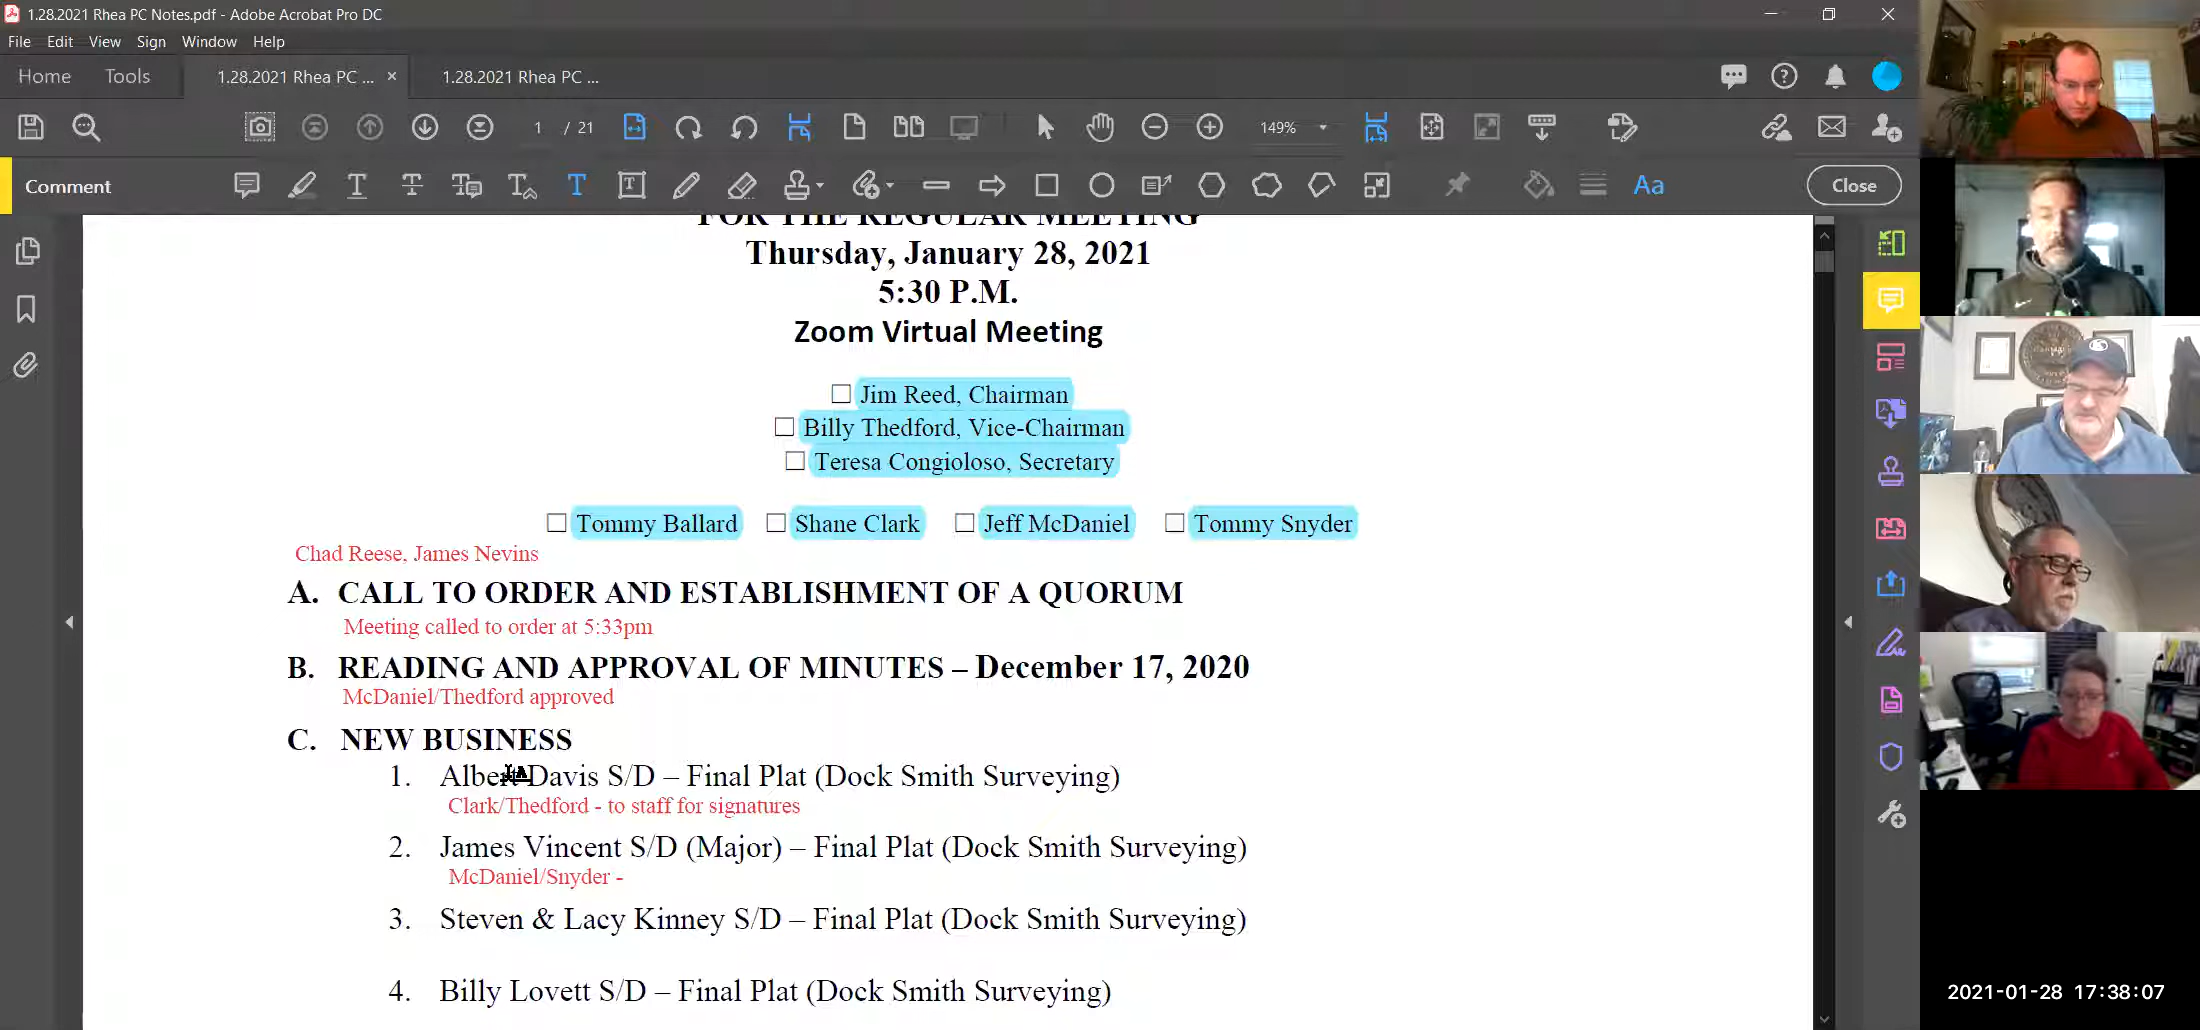 1.28.2021 Rhea PC Notes.pdf - Adobe Acrobat Pro DC
File Edit View Sign Window Help
Home Tools 1.28.2021 Rhea PC ... × 1.28.2021 Rhea PC ...
1 / 21 149%
Comment Close
FOR THE REGULAR MEETING
Thursday, January 28, 2021
5:30 P.M.
Zoom Virtual Meeting
Jim Reed, Chairman
Billy Thedford, Vice-Chairman
Teresa Congioloso, Secretary
Tommy Ballard Shane Clark Jeff McDaniel Tommy Snyder
Chad Reese, James Nevins
A. CALL TO ORDER AND ESTABLISHMENT OF A QUORUM
Meeting called to order at 5:33pm
B. READING AND APPROVAL OF MINUTES – December 17, 2020
McDaniel/Thedford approved
C. NEW BUSINESS
1. Albert Davis S/D – Final Plat (Dock Smith Surveying)
Clark/Thedford - to staff for signatures
2. James Vincent S/D (Major) – Final Plat (Dock Smith Surveying)
McDaniel/Snyder -
3. Steven & Lacy Kinney S/D – Final Plat (Dock Smith Surveying)
4. Billy Lovett S/D – Final Plat (Dock Smith Surveying)
2021-01-28 17:38:07